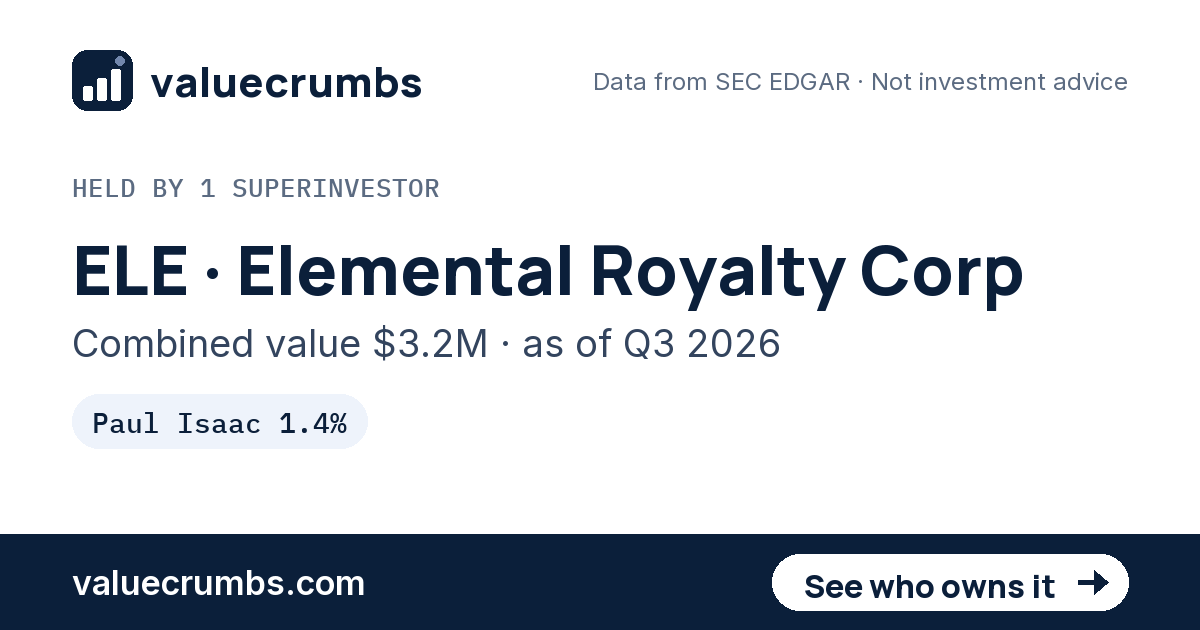 valuecrumbs
Data from SEC EDGAR · Not investment advice
HELD BY 1 SUPERINVESTOR
ELE · Elemental Royalty Corp
Combined value $3.2M · as of Q3 2026
Paul Isaac 1.4%
valuecrumbs.com
See who owns it →